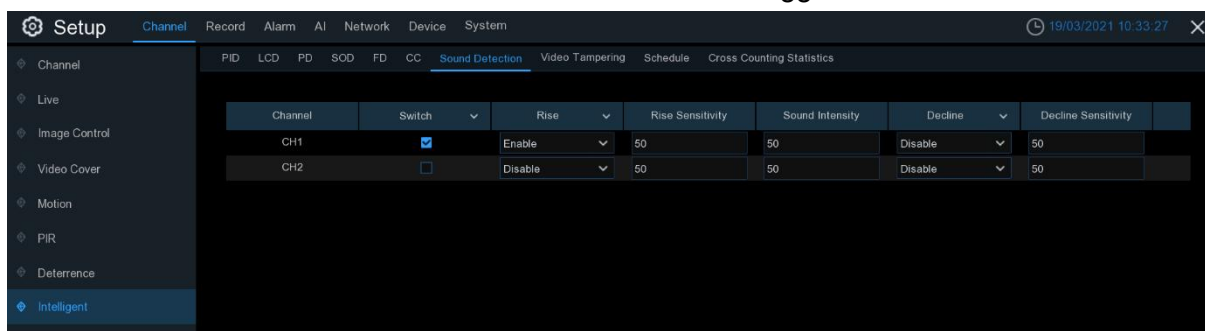 gg
Setup Channel Record Alarm AI Network Device System 19/03/2021 10:33:27
PID LCD PD SOD FD CC Sound Detection Video Tampering Schedule Cross Counting Statistics
Channel
Live
Image Control
Video Cover
Motion
PIR
Deterrence
Intelligent
Channel Switch Rise Rise Sensitivity Sound Intensity Decline Decline Sensitivity
CH1 Enable 50 50 Disable 50
CH2 Disable 50 50 Disable 50